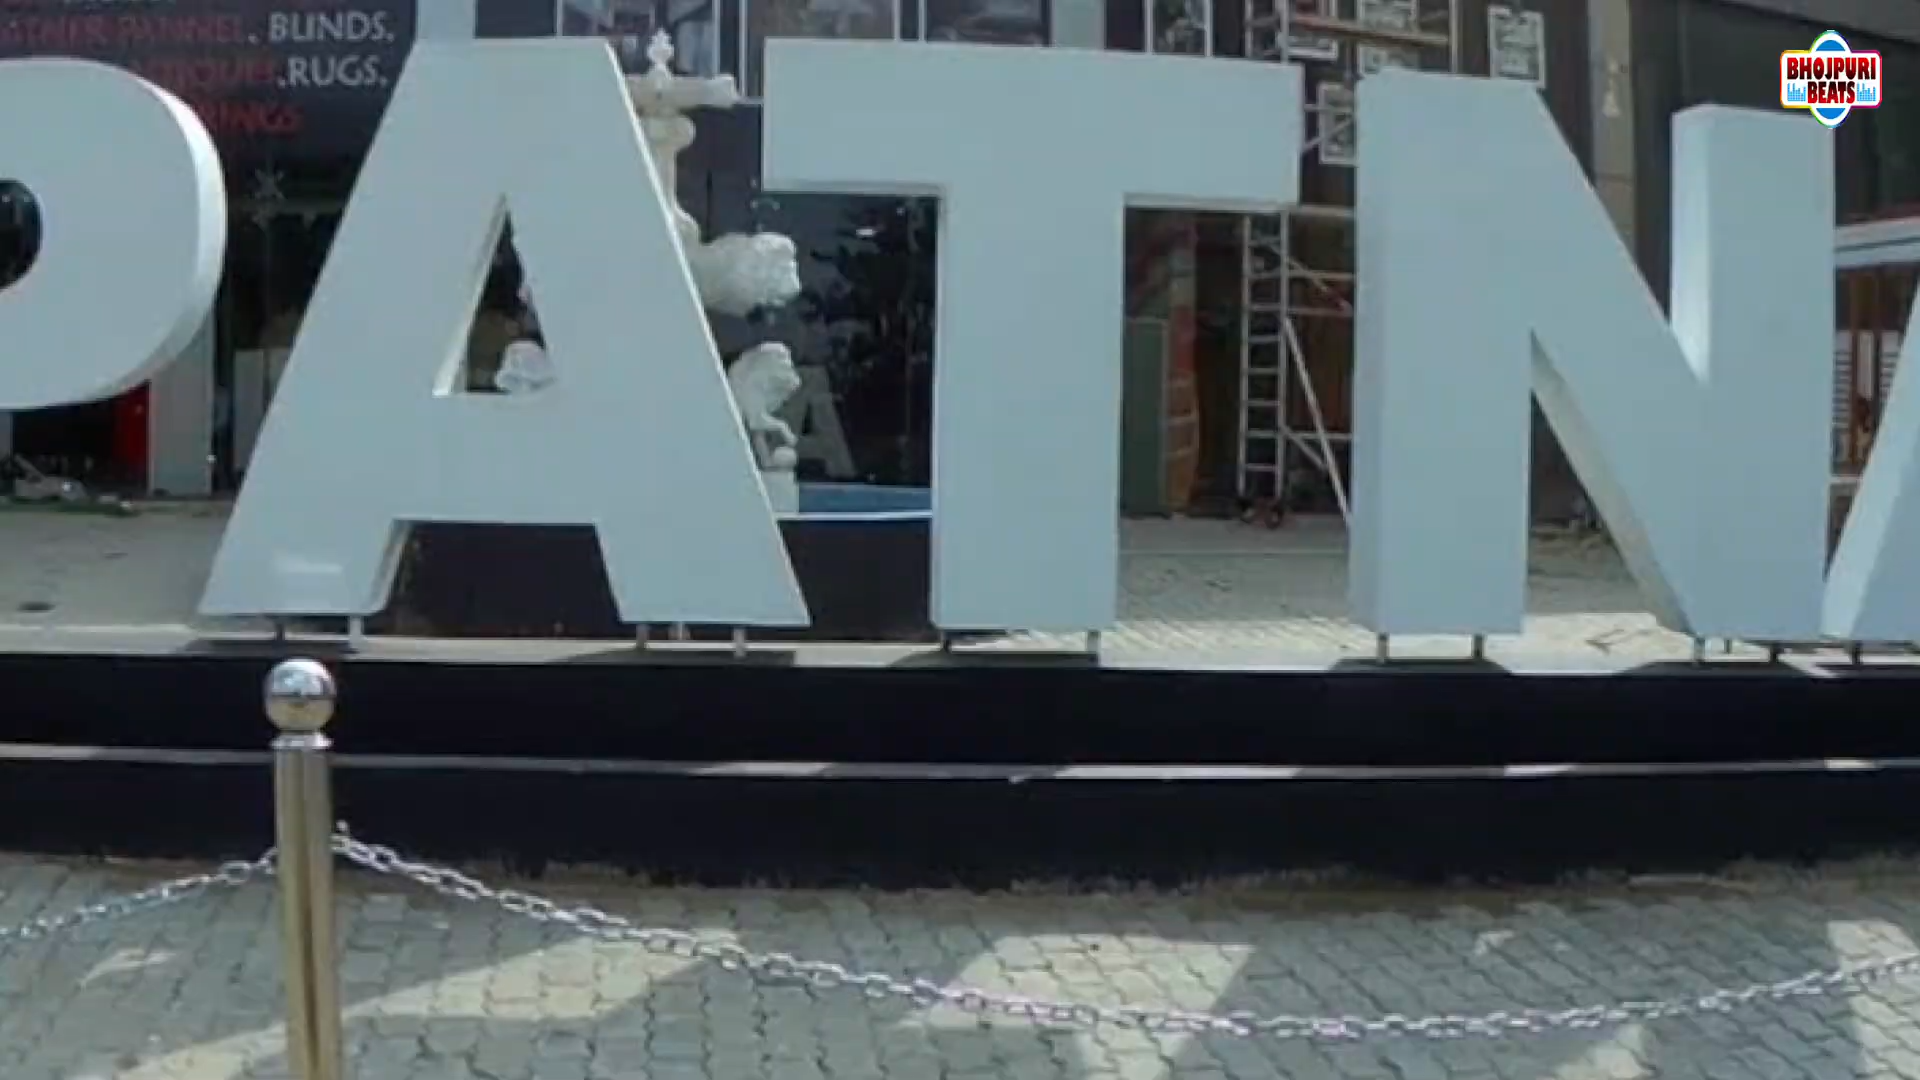 BLINDS.
.RUGS.
PATNA
BHOJPURI
BEATS